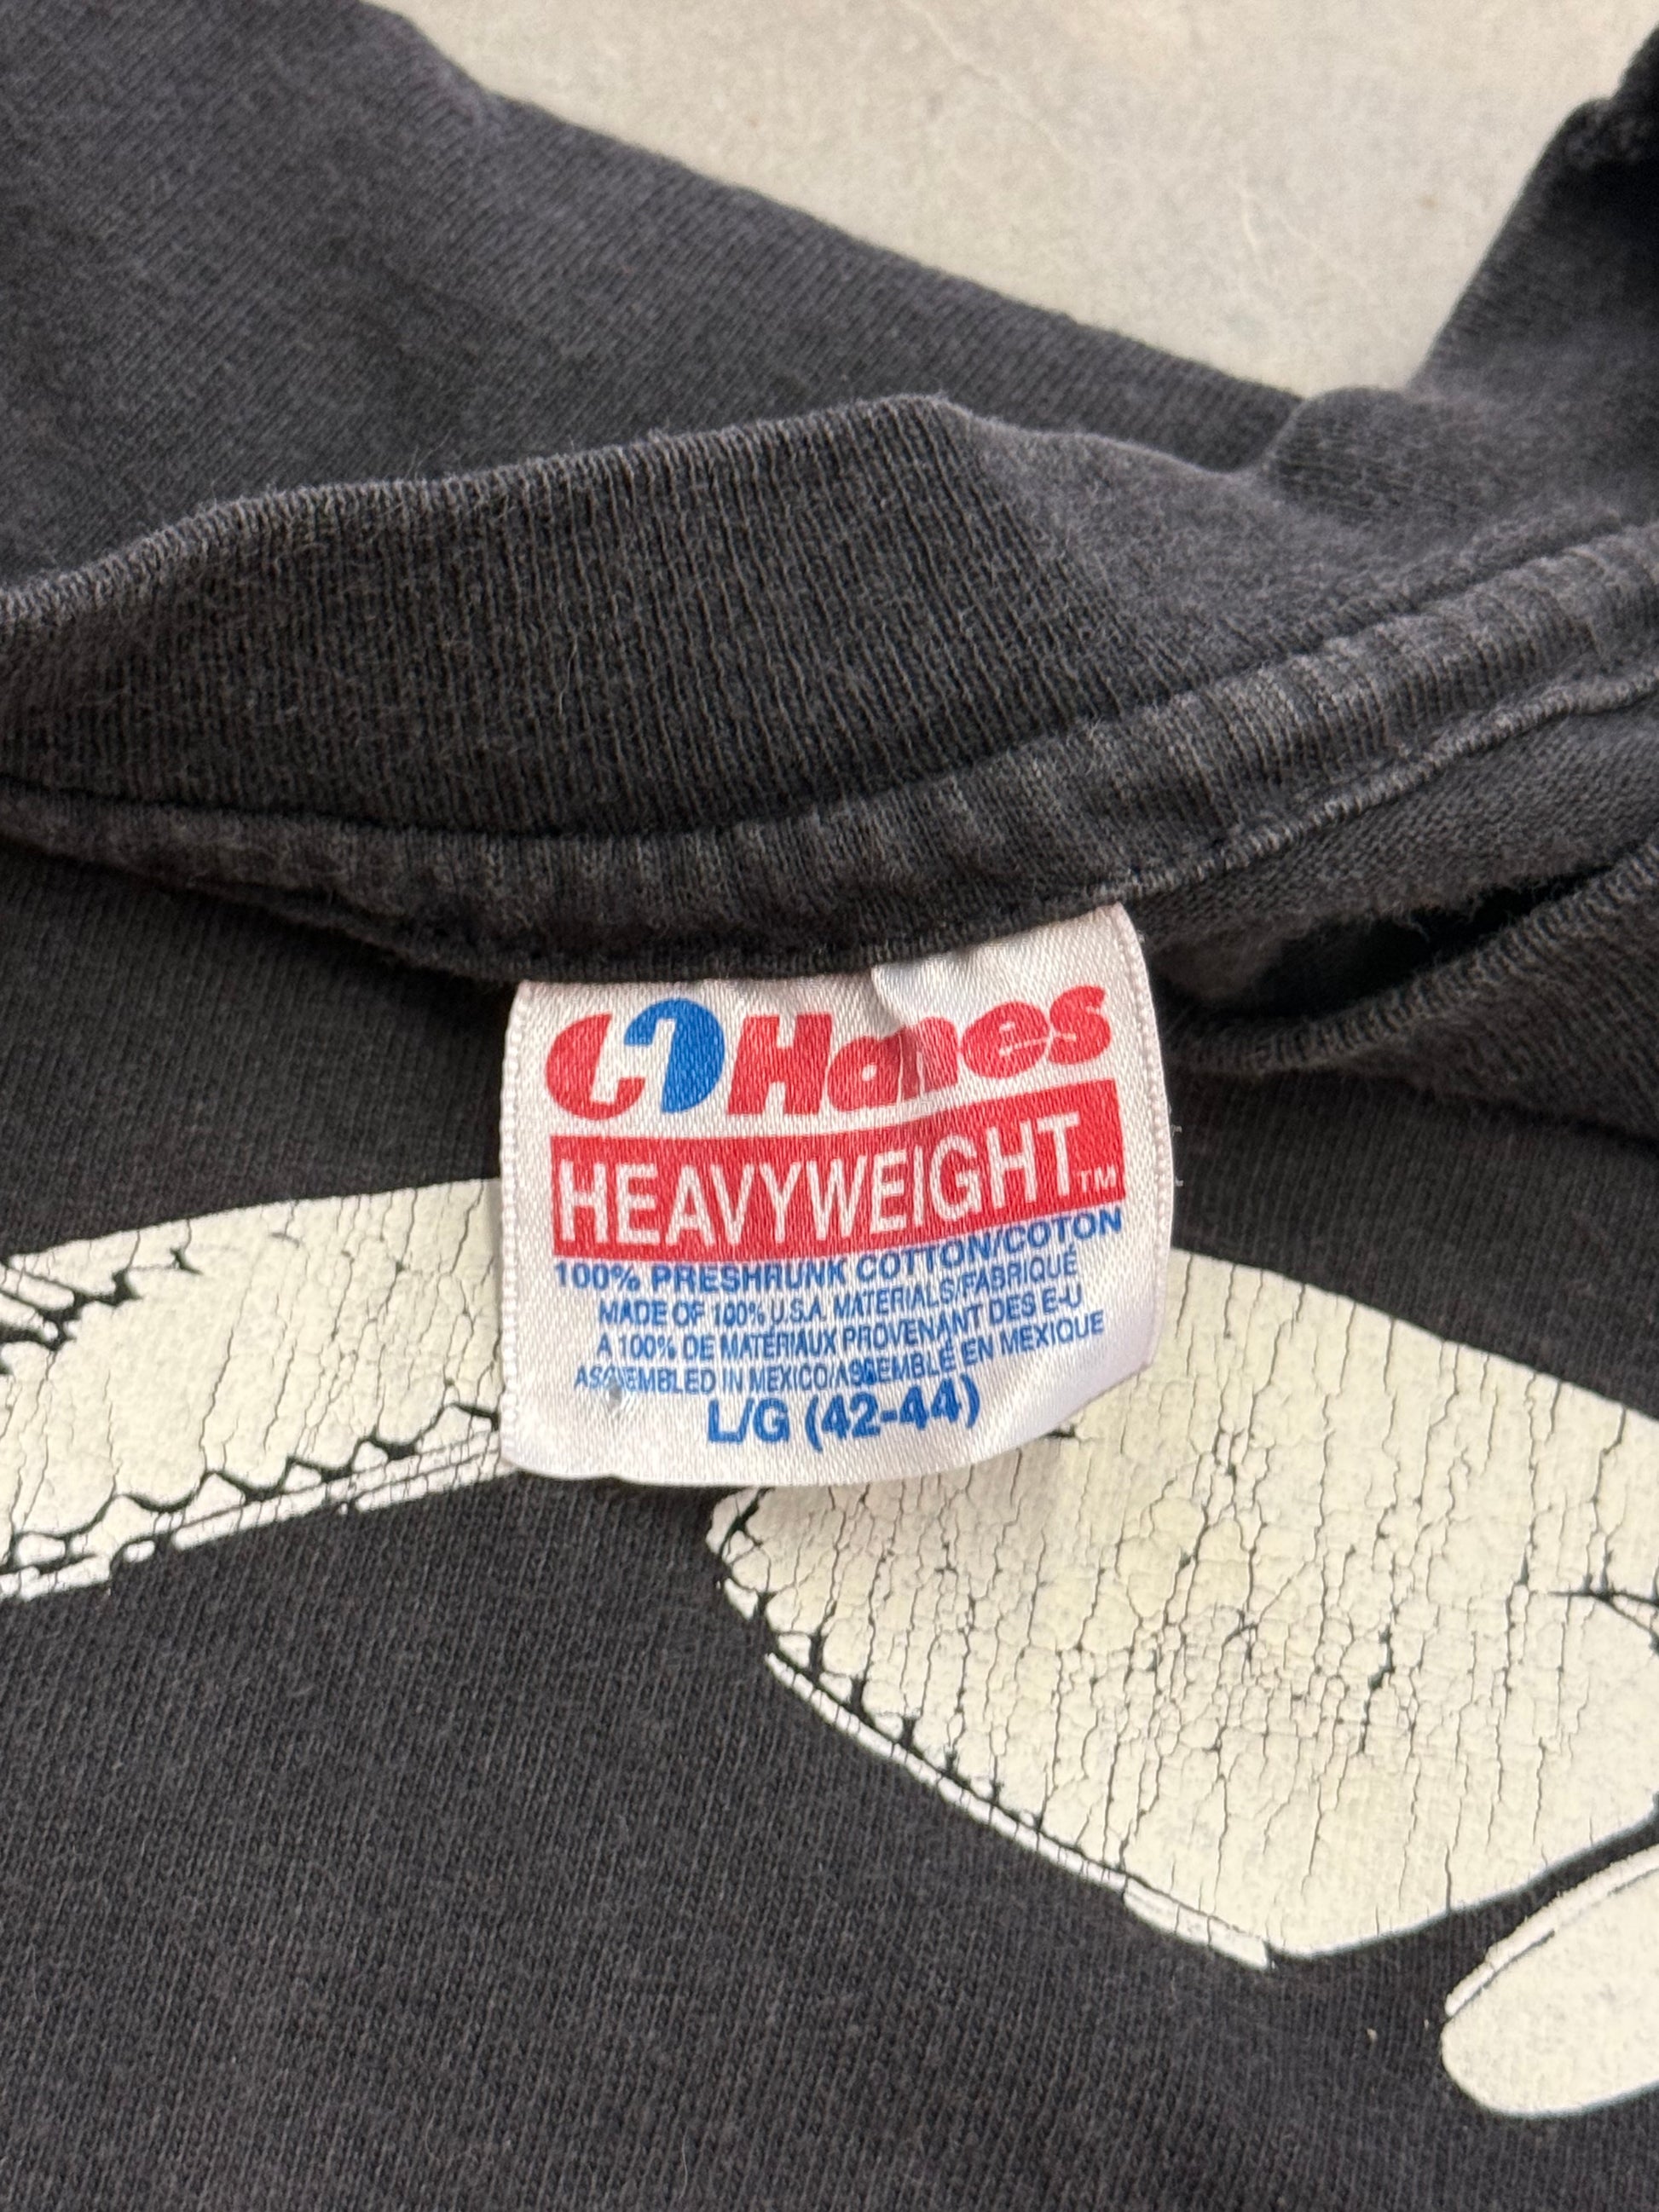 Hanes
HEAVYWEIGHT™
100% PRESHRUNK COTTON/COTON
MADE OF 100% U.S.A. MATERIALS/FABRIQUÉ
A 100% DE MATÉRIAUX PROVENANT DES E-U
ASSEMBLED IN MEXICO/ASSEMBLÉ EN MEXIQUE
L/G (42-44)